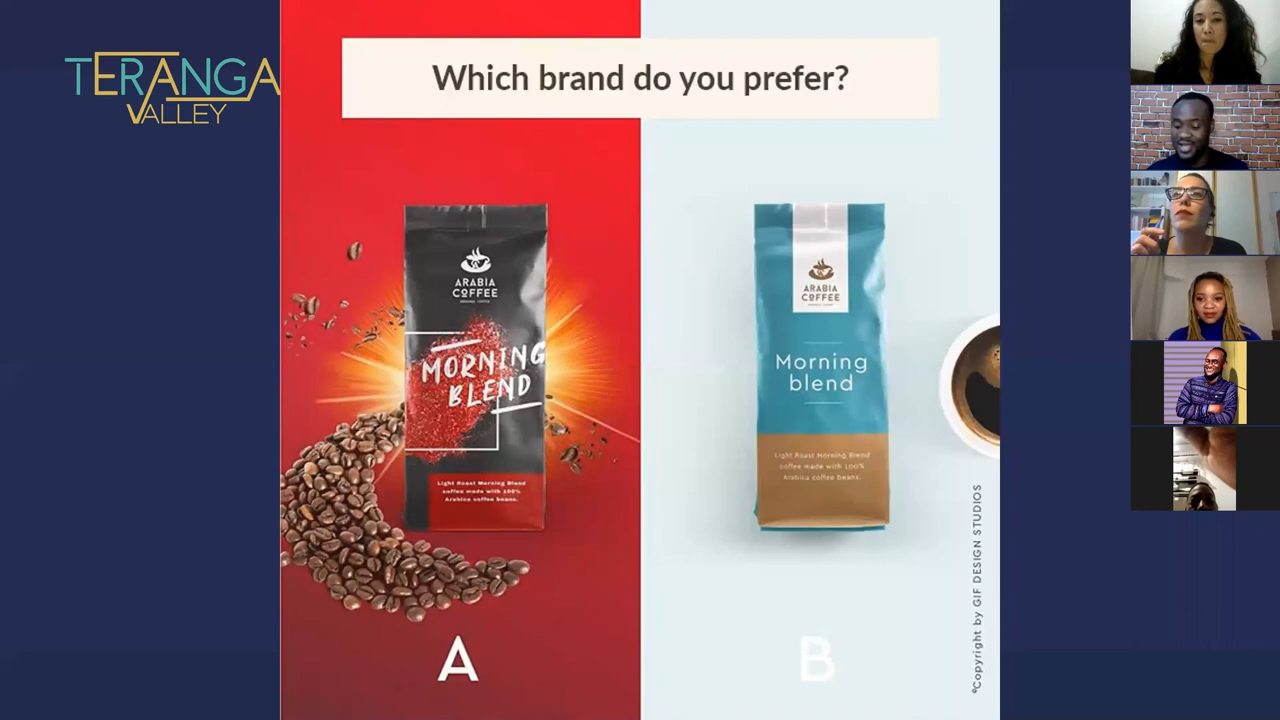 TERANGA
VALLEY
Which brand do you prefer?
ARABIA
COFFEE
ORIGINAL COFFEE
MORNING
BLEND
Light Roast Morning Blend
coffee made with 100%
Arabica coffee beans.
A
ARABIA
COFFEE
Morning
blend
Light Roast Morning Blend
coffee made with 100%
Arabica coffee beans.
B
©Copyright by GIF DESIGN STUDIOS